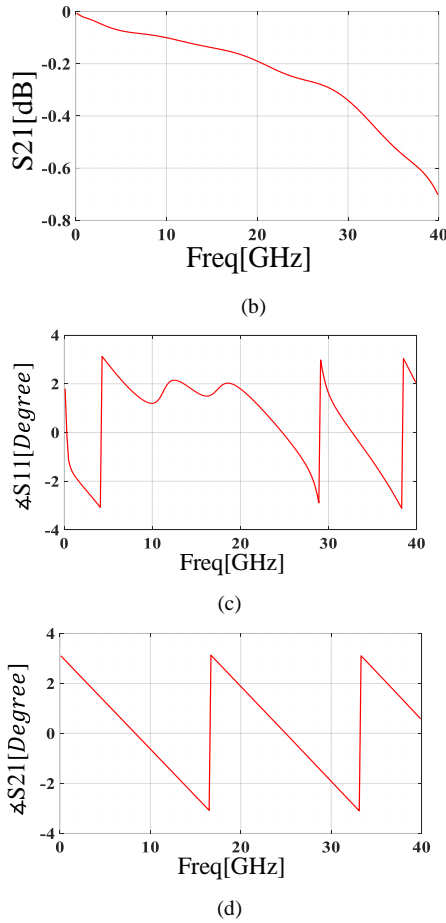 0
-0.2
-0.4
-0.6
-0.8
S21[dB]
0 10 20 30 40
Freq[GHz]
(b)
4
2
0
-2
-4
∡S11[Degree]
0 10 20 30 40
Freq[GHz]
(c)
4
2
0
-2
-4
∡S21[Degree]
0 10 20 30 40
Freq[GHz]
(d)